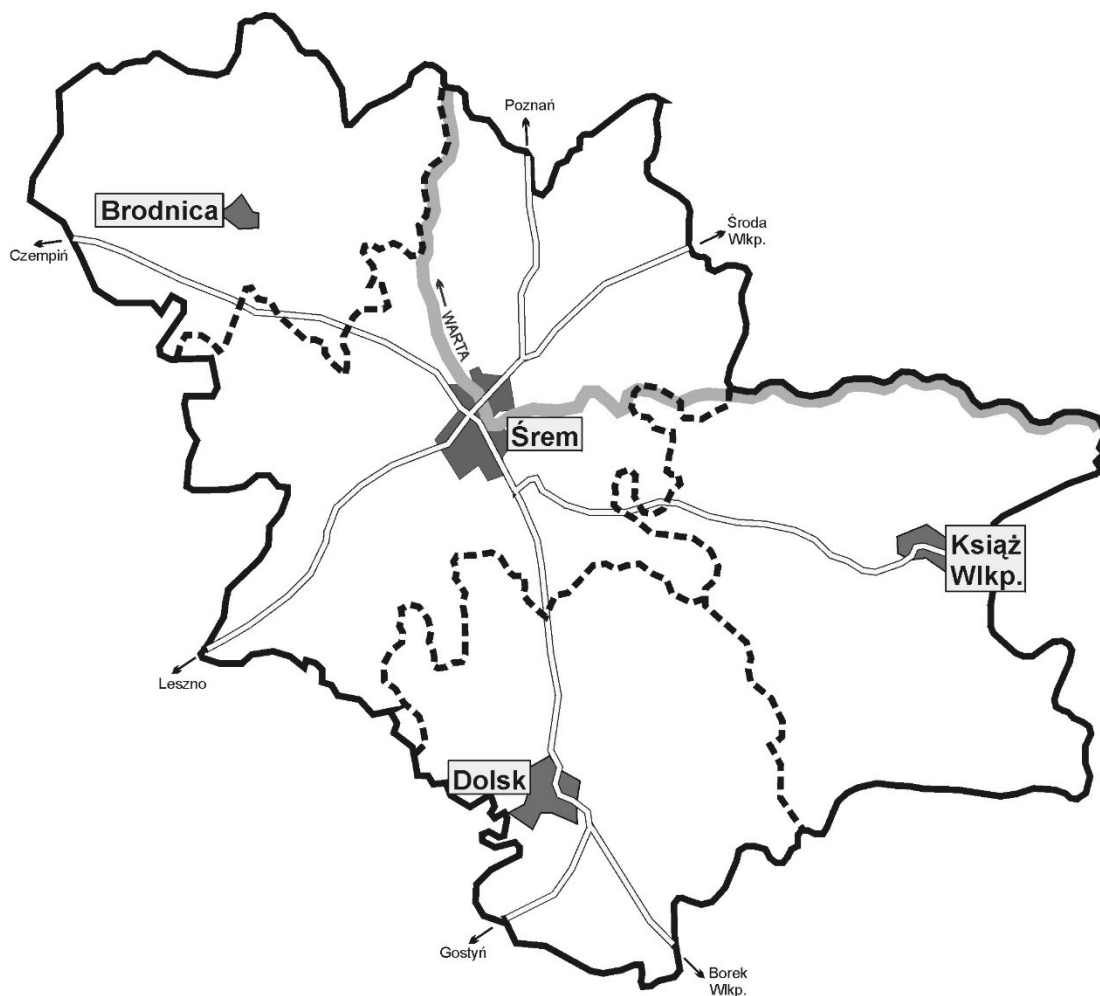 Poznań
Brodnica
Środa
Wlkp.
Czempiń
WARTA
Śrem
Książ
Wlkp.
Leszno
Dolsk
Gostyń
Borek
Wlkp.